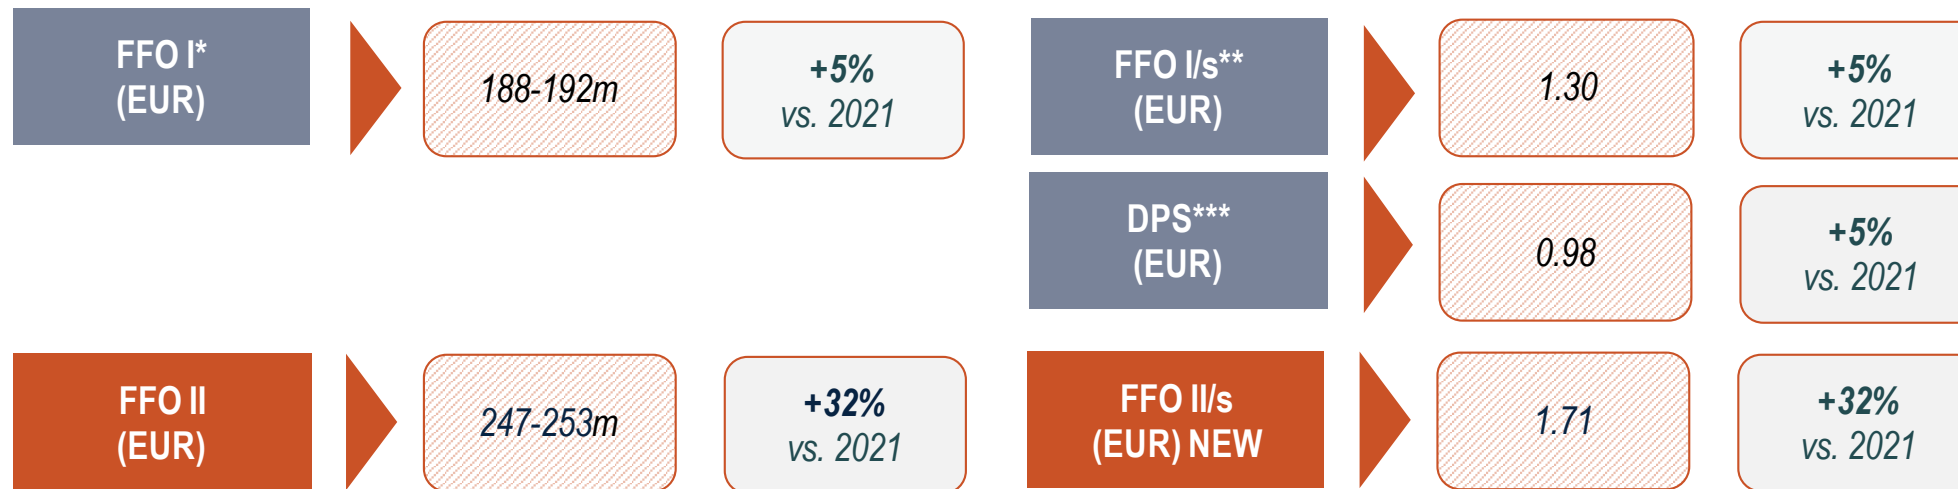 FFO I*
(EUR)
188-192m
+5%
vs. 2021
FFO I/s**
(EUR)
1.30
+5%
vs. 2021
DPS***
(EUR)
0.98
+5%
vs. 2021
FFO II
(EUR)
247-253m
+32%
vs. 2021
FFO II/s
(EUR) NEW
1.71
+32%
vs. 2021